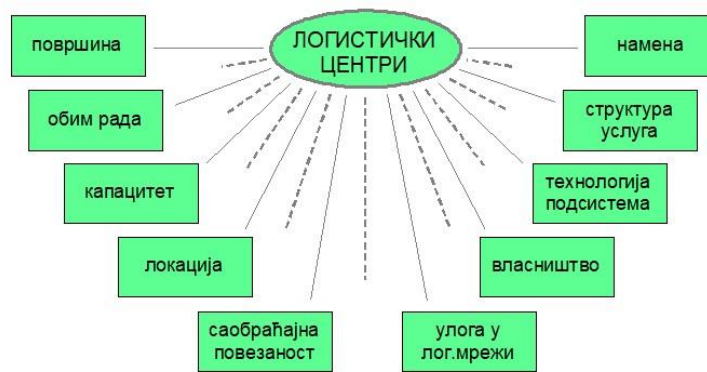 ЛОГИСТИЧКИ
ЦЕНТРИ
површина
обим рада
капацитет
локација
саобраћајна
повезаност
улога у
лог.мрежи
власништво
технологија
подсистема
структура
услуга
намена